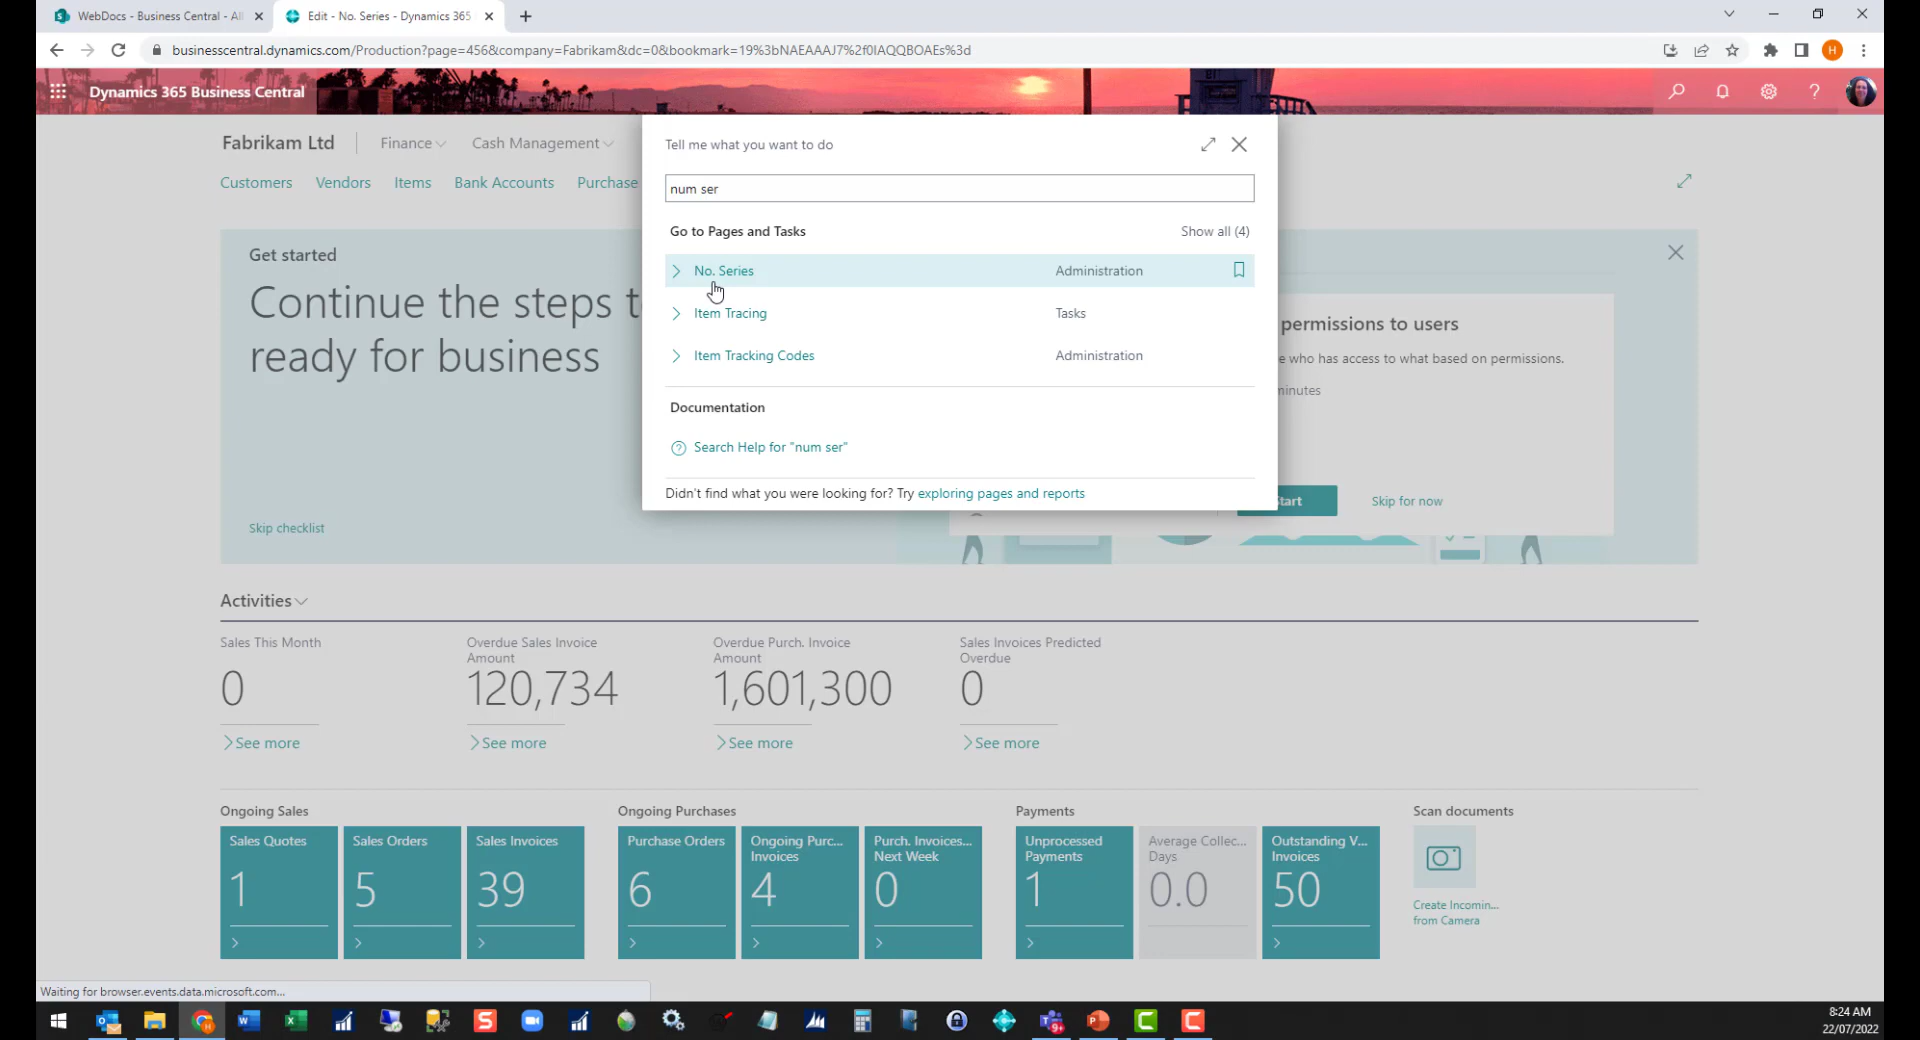 WebDocs - Business Central - All
Edit - No. Series - Dynamics 365
businesscentral.dynamics.com/Production?page=456&company=Fabrikam&dc=0&bookmark=19%3bNAEAAAJ7%2f0IAQQBOAEs%3d
H
Dynamics 365 Business Central
Fabrikam Ltd
Finance
Cash Management
Customers
Vendors
Items
Bank Accounts
Purchase
Tell me what you want to do
num ser
Go to Pages and Tasks
Show all (4)
No. Series
Administration
Item Tracing
Tasks
Item Tracking Codes
Administration
Documentation
Search Help for "num ser"
Didn't find what you were looking for? Try exploring pages and reports
Get started
Continue the steps t
ready for business
Skip checklist
permissions to users
e who has access to what based on permissions.
minutes
Start
Skip for now
Activities
Sales This Month
0
See more
Overdue Sales Invoice
Amount
120,734
See more
Overdue Purch. Invoice
Amount
1,601,300
See more
Sales Invoices Predicted
Overdue
0
See more
Ongoing Sales
Sales Quotes
1
Sales Orders
5
Sales Invoices
39
Ongoing Purchases
Purchase Orders
6
Ongoing Purc...
Invoices
4
Purch. Invoices...
Next Week
0
Payments
Unprocessed
Payments
1
Average Collec...
Days
0.0
Outstanding V...
Invoices
50
Scan documents
Create Incomin...
from Camera
Waiting for browser.events.data.microsoft.com...
8:24 AM
22/07/2022